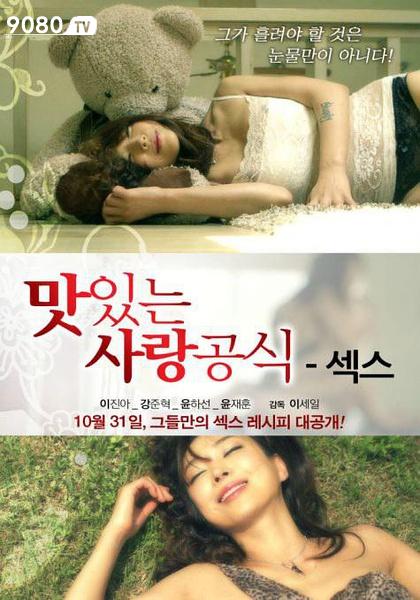 9080 TV
그가 흘려야 할 것은
눈물만이 아니다!
맛있는
사랑공식 - 섹스
이진아 _ 강준혁 _ 윤하선 _ 윤재훈 감독 이세일
10월 31일, 그들만의 섹스 레시피 대공개!